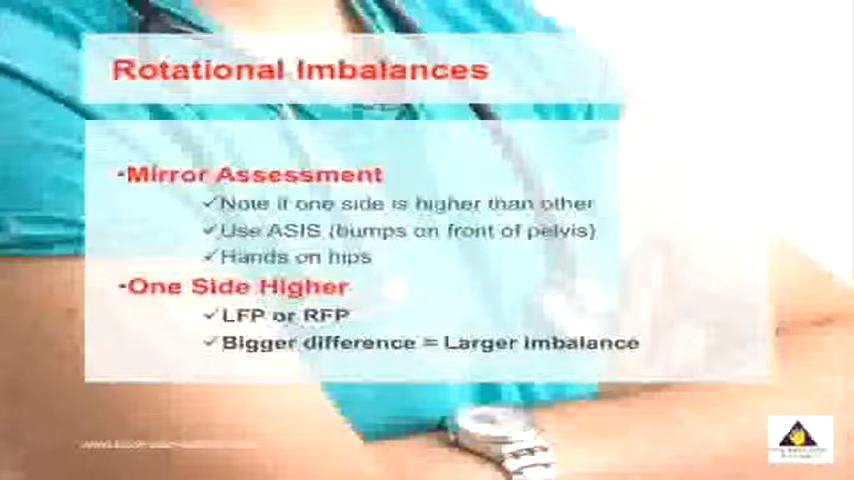 Rotational Imbalances
•Mirror Assessment
✓Note if one side is higher than other
✓Use ASIS (bumps on front of pelvis)
✓Hands on hips
•One Side Higher
✓LFP or RFP
✓Bigger difference = Larger imbalance